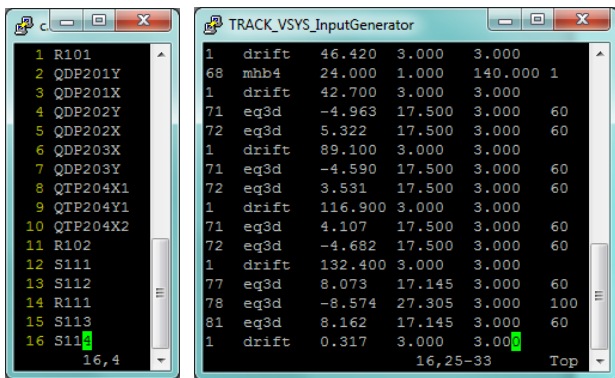 c.
1 R101
2 QDP201Y
3 QDP201X
4 QDP202Y
5 QDP202X
6 QDP203X
7 QDP203Y
8 QTP204X1
9 QTP204Y1
10 QTP204X2
11 R102
12 S111
13 S112
14 R111
15 S113
16 S114
16,4
TRACK_VSYS_InputGenerator
1 drift 46.420 3.000 3.000
68 mhb4 24.000 1.000 140.000 1
1 drift 42.700 3.000 3.000
71 eq3d -4.963 17.500 3.000 60
72 eq3d 5.322 17.500 3.000 60
1 drift 89.100 3.000 3.000
71 eq3d -4.590 17.500 3.000 60
72 eq3d 3.531 17.500 3.000 60
1 drift 116.900 3.000 3.000
71 eq3d 4.107 17.500 3.000 60
72 eq3d -4.682 17.500 3.000 60
1 drift 132.400 3.000 3.000
77 eq3d 8.073 17.145 3.000 60
78 eq3d -8.574 27.305 3.000 100
81 eq3d 8.162 17.145 3.000 60
1 drift 0.317 3.000 3.000
16,25-33 Top